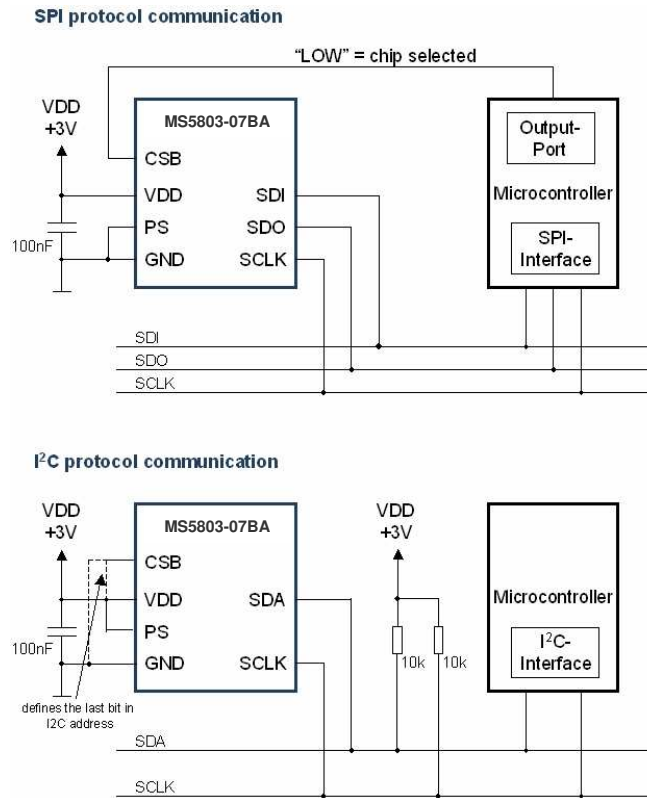 SPI protocol communication
“LOW” = chip selected
VDD
+3V
MS5803-07BA
Output-
Port
CSB
VDD
SDI
Microcontroller
PS
SDO
100nF
GND
SCLK
SPI-
Interface
SDI
SDO
SCLK
I²C protocol communication
VDD
+3V
MS5803-07BA
VDD
+3V
CSB
VDD
SDA
Microcontroller
PS
100nF
GND
SCLK
10k
10k
I²C-
Interface
defines the last bit in
I2C address
SDA
SCLK